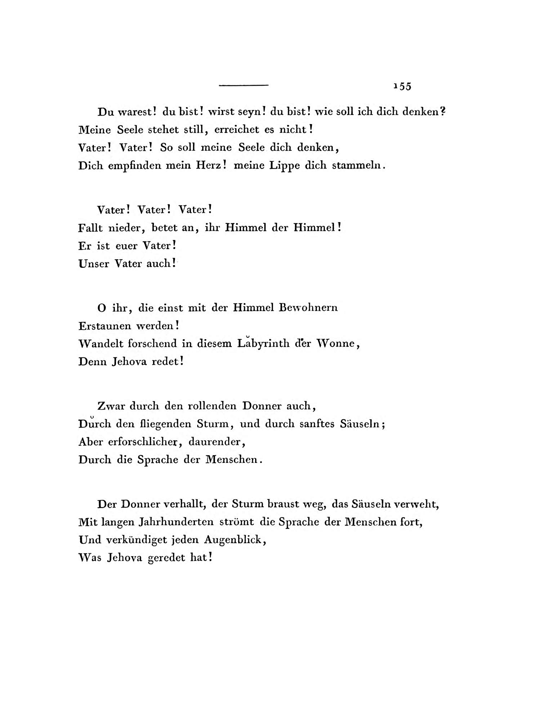 155
Du warest! du bist! wirst seyn! du bist! wie soll ich dich denken?
Meine Seele stehet still, erreichet es nicht!
Vater! Vater! So soll meine Seele dich denken,
Dich empfinden mein Herz! meine Lippe dich stammeln.
Vater! Vater! Vater!
Fallt nieder, betet an, ihr Himmel der Himmel!
Er ist euer Vater!
Unser Vater auch!
O ihr, die einst mit der Himmel Bewohnern
Erstaunen werden!
Wandelt forschend in diesem Labyrinth der Wonne,
Denn Jehova redet!
Zwar durch den rollenden Donner auch,
Durch den fliegenden Sturm, und durch sanftes Säuseln;
Aber erforschlicher, daurender,
Durch die Sprache der Menschen.
Der Donner verhallt, der Sturm braust weg, das Säuseln verweht,
Mit langen Jahrhunderten strömt die Sprache der Menschen fort,
Und verkündiget jeden Augenblick,
Was Jehova geredet hat!